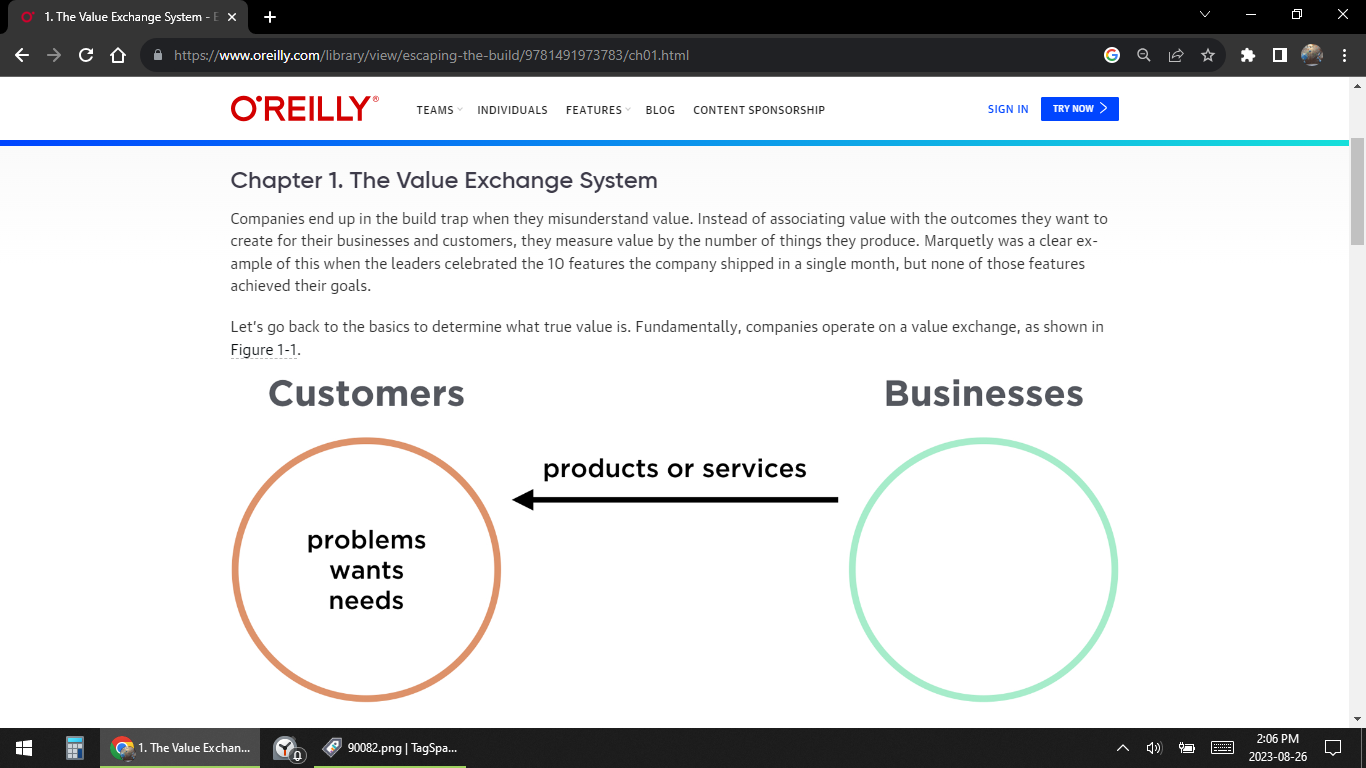 1. The Value Exchange System - E
https://www.oreilly.com/library/view/escaping-the-build/9781491973783/ch01.html
O'REILLY®
TEAMS
INDIVIDUALS
FEATURES
BLOG
CONTENT SPONSORSHIP
SIGN IN
TRY NOW
Chapter 1. The Value Exchange System
Companies end up in the build trap when they misunderstand value. Instead of associating value with the outcomes they want to
create for their businesses and customers, they measure value by the number of things they produce. Marquetly was a clear ex-
ample of this when the leaders celebrated the 10 features the company shipped in a single month, but none of those features
achieved their goals.
Let's go back to the basics to determine what true value is. Fundamentally, companies operate on a value exchange, as shown in
Figure 1-1.
Customers
Businesses
products or services
problems
wants
needs
1. The Value Exchan...
90082.png | TagSpa...
2:06 PM
2023-08-26